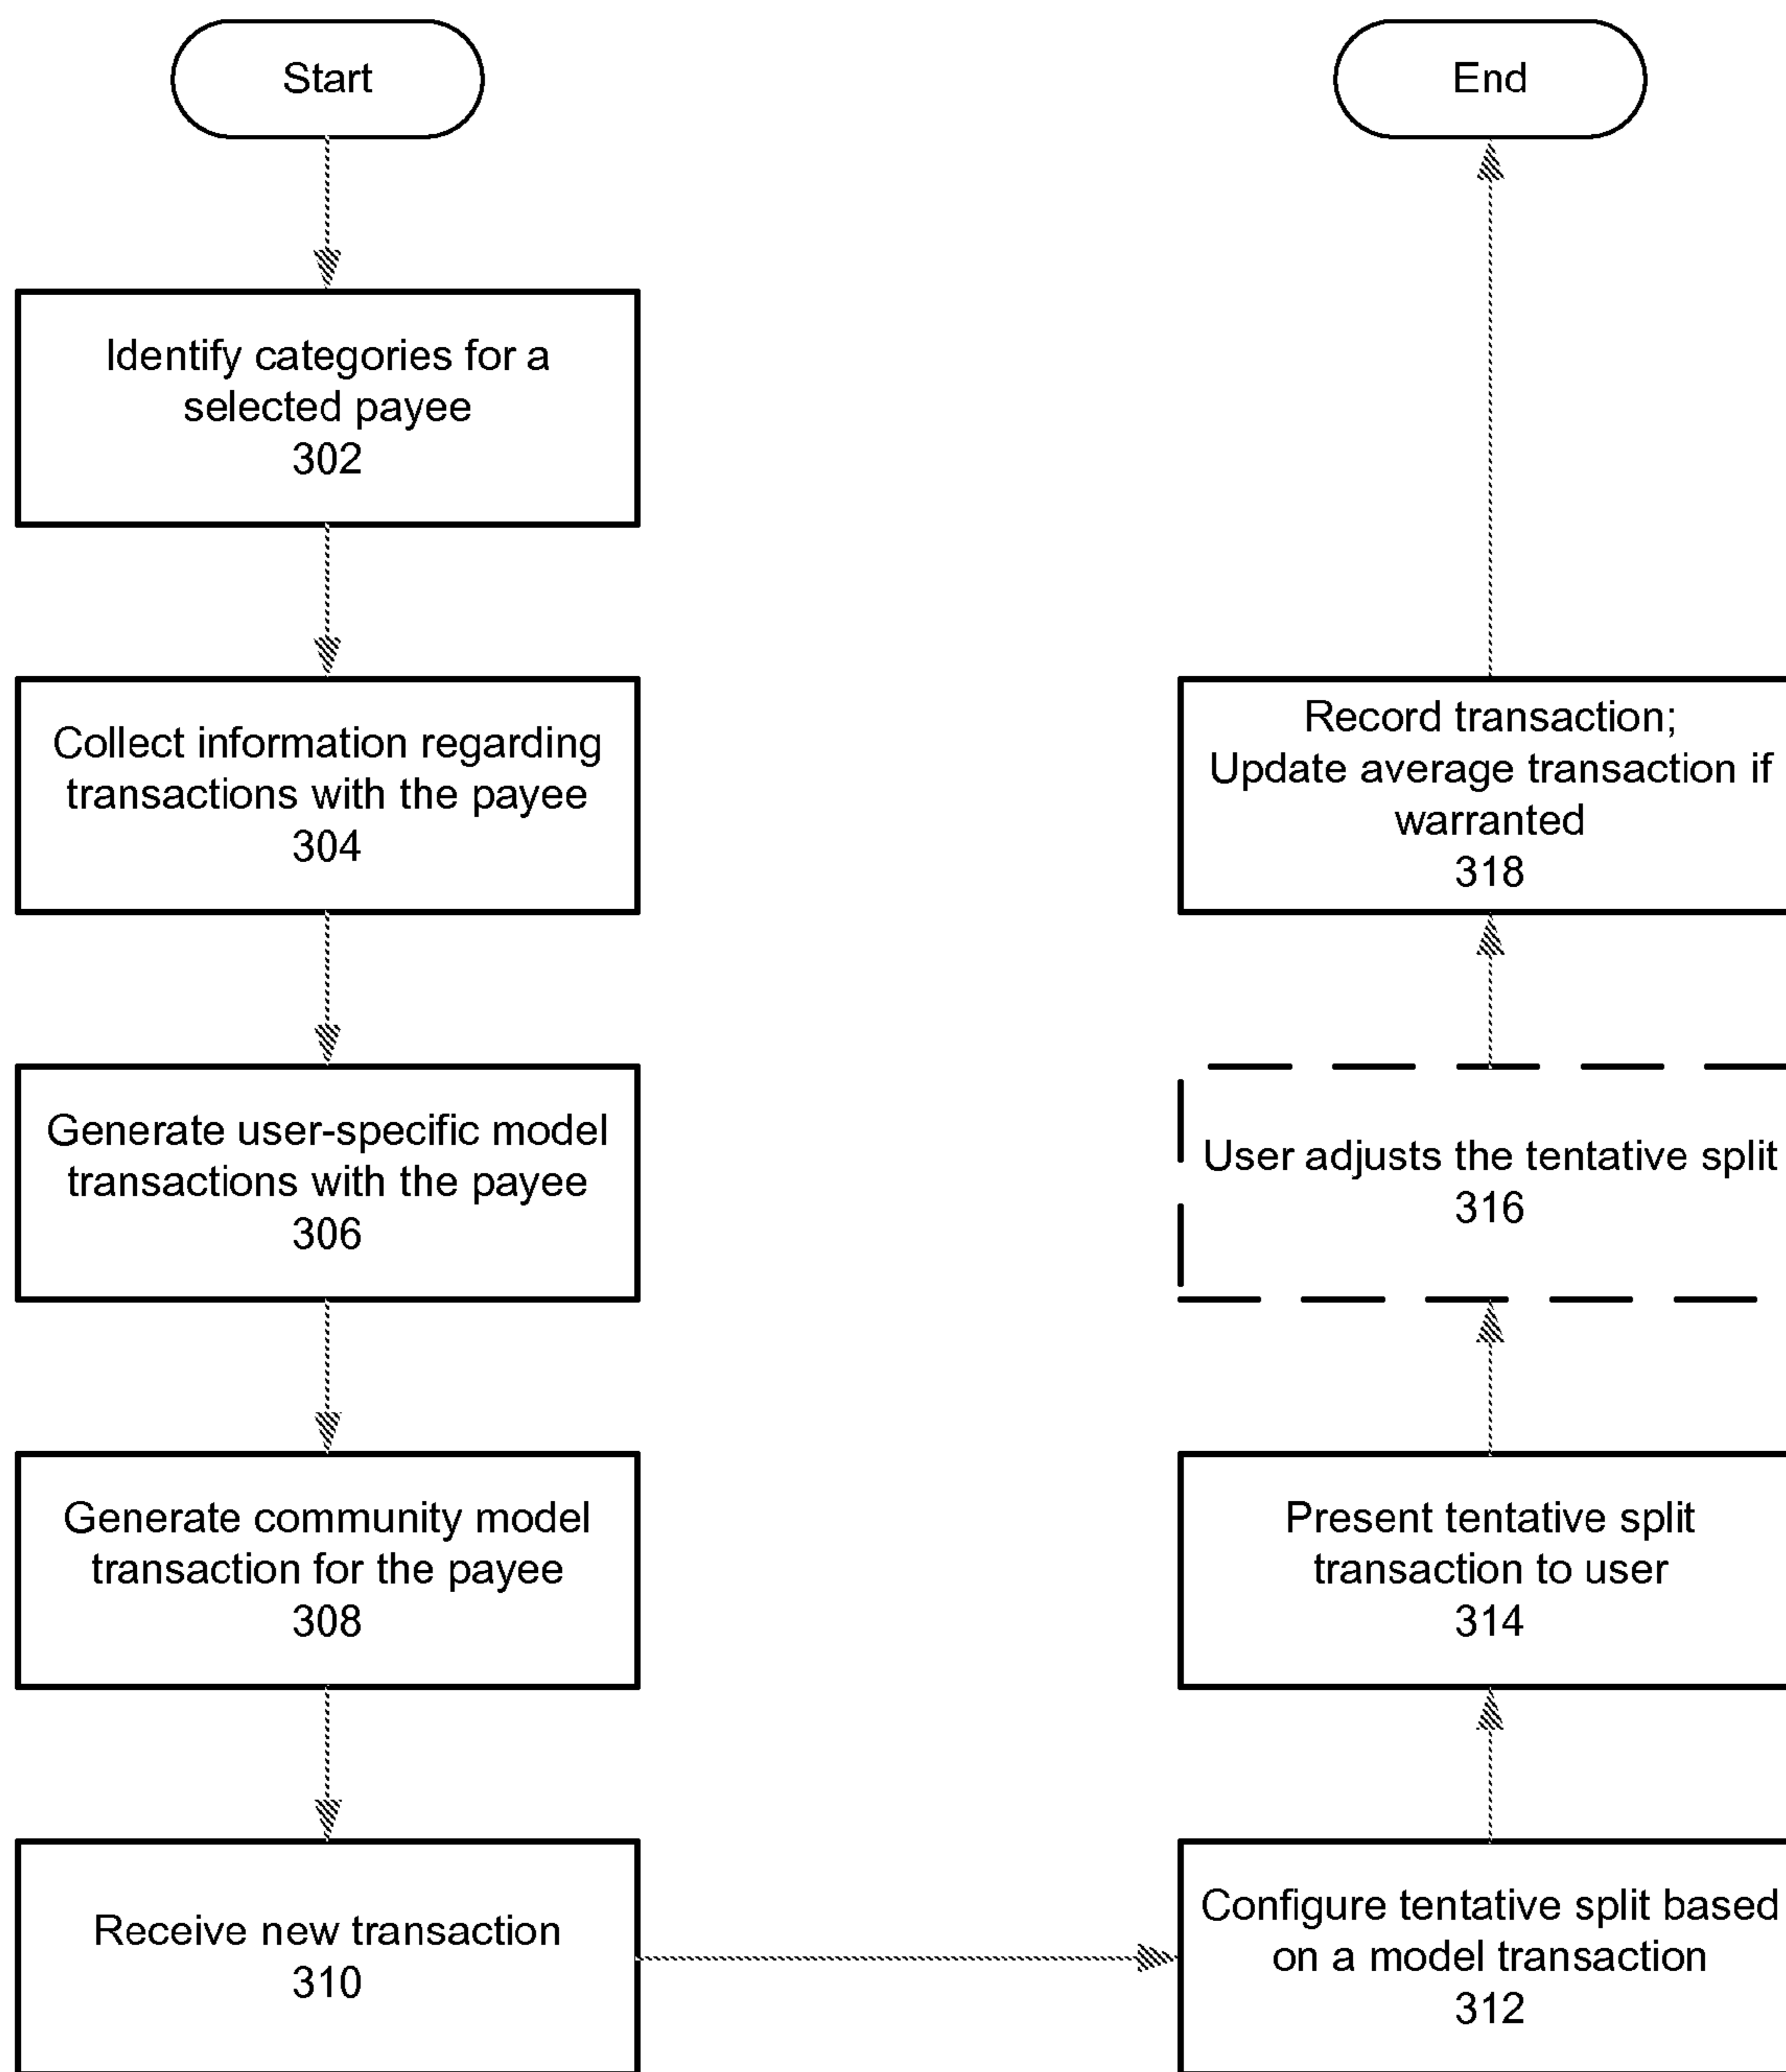 Start
Identify categories for a
selected payee
302
Collect information regarding
transactions with the payee
304
Generate user-specific model
transactions with the payee
306
Generate community model
transaction for the payee
308
Receive new transaction
310
Configure tentative split based
on a model transaction
312
Present tentative split
transaction to user
314
User adjusts the tentative split
316
Record transaction;
Update average transaction if
warranted
318
End